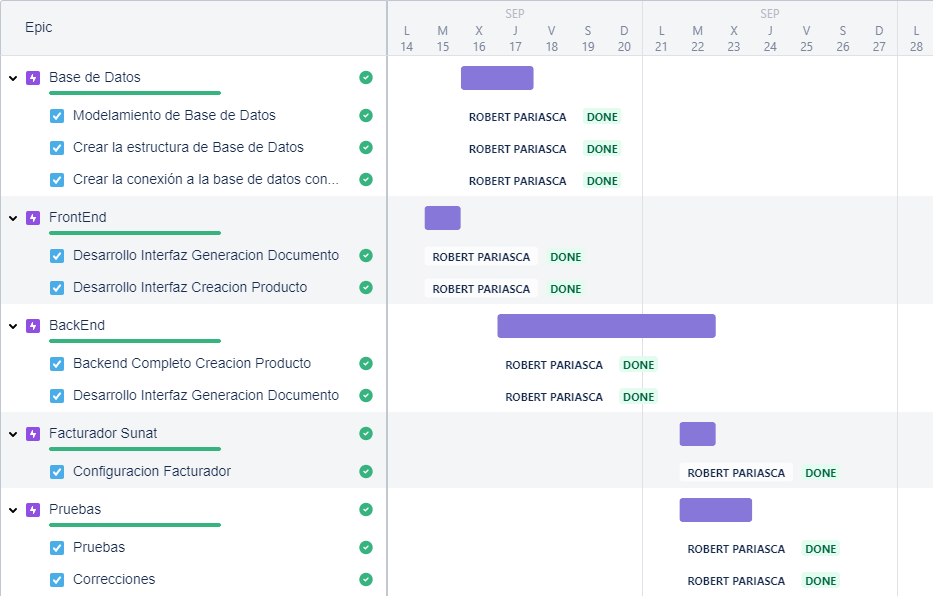 Epic
SEP SEP
L M X J V S D L M X J V S D L
14 15 16 17 18 19 20 21 22 23 24 25 26 27 28
Base de Datos
Modelamiento de Base de Datos ROBERT PARIASCA DONE
Crear la estructura de Base de Datos ROBERT PARIASCA DONE
Crear la conexión a la base de datos con... ROBERT PARIASCA DONE
FrontEnd
Desarrollo Interfaz Generacion Documento ROBERT PARIASCA DONE
Desarrollo Interfaz Creacion Producto ROBERT PARIASCA DONE
BackEnd
Backend Completo Creacion Producto ROBERT PARIASCA DONE
Desarrollo Interfaz Generacion Documento ROBERT PARIASCA DONE
Facturador Sunat
Configuracion Facturador ROBERT PARIASCA DONE
Pruebas
Pruebas ROBERT PARIASCA DONE
Correcciones ROBERT PARIASCA DONE